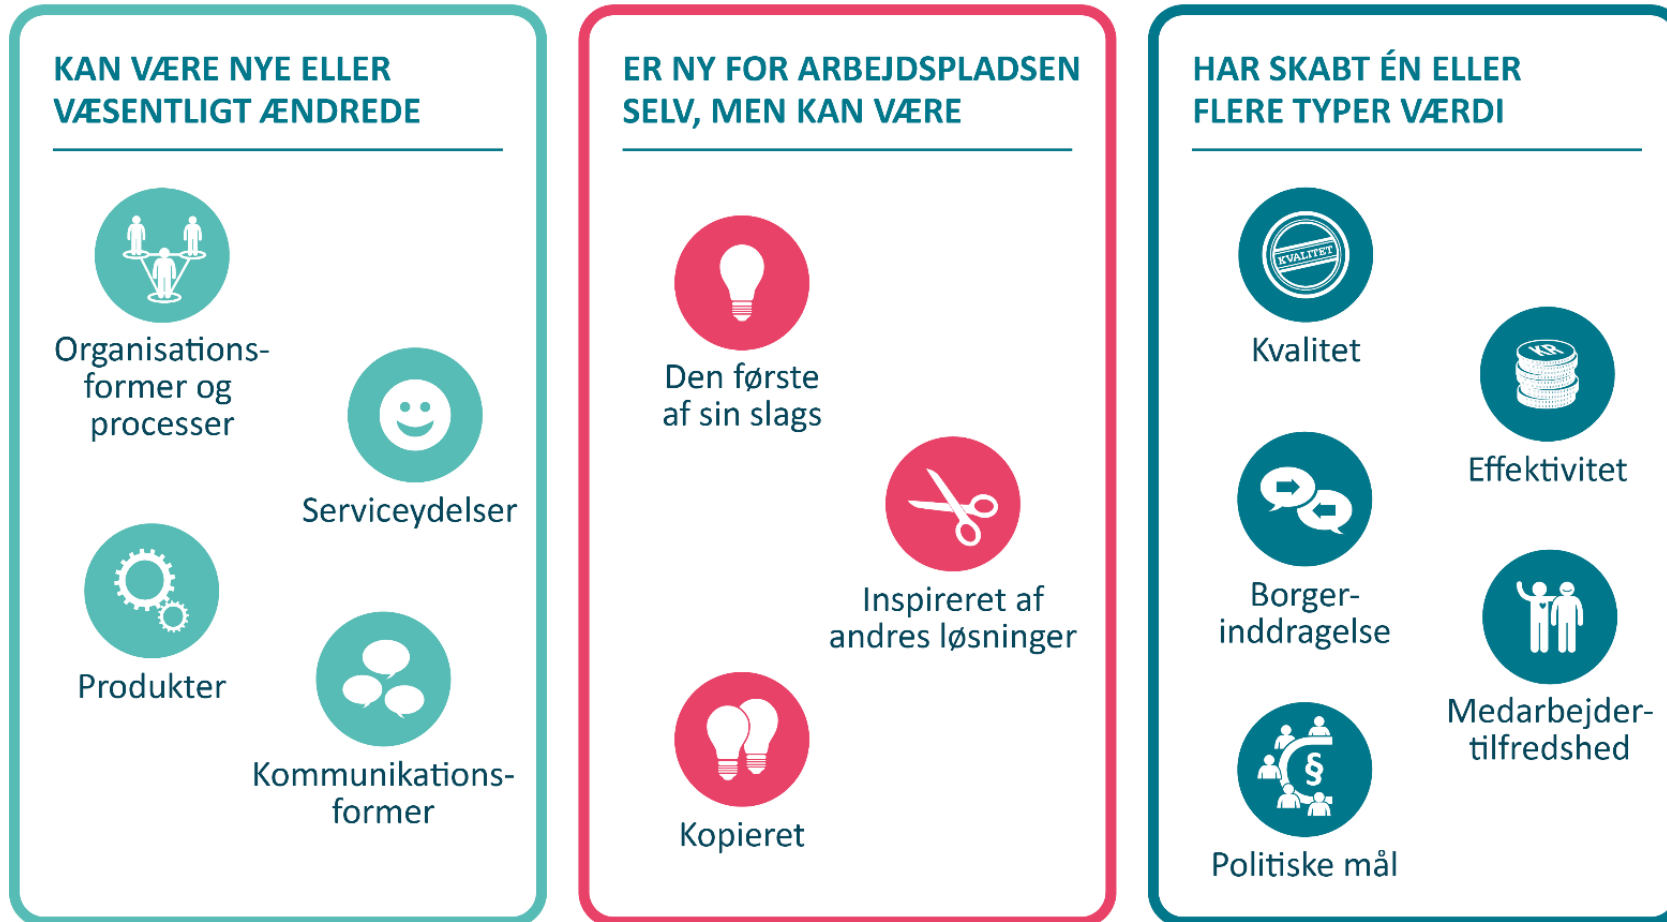 KAN VÆRE NYE ELLER
VÆSENTLIGT ÆNDREDE
Organisations-
former og
processer
Serviceydelser
Produkter
Kommunikations-
former
ER NY FOR ARBEJDSPLADSEN
SELV, MEN KAN VÆRE
Den første
af sin slags
Inspireret af
andres løsninger
Kopieret
HAR SKABT ÉN ELLER
FLERE TYPER VÆRDI
KVALITET
Kvalitet
KR
Effektivitet
Borger-
inddragelse
Medarbejder-
tilfredshed
§
Politiske mål